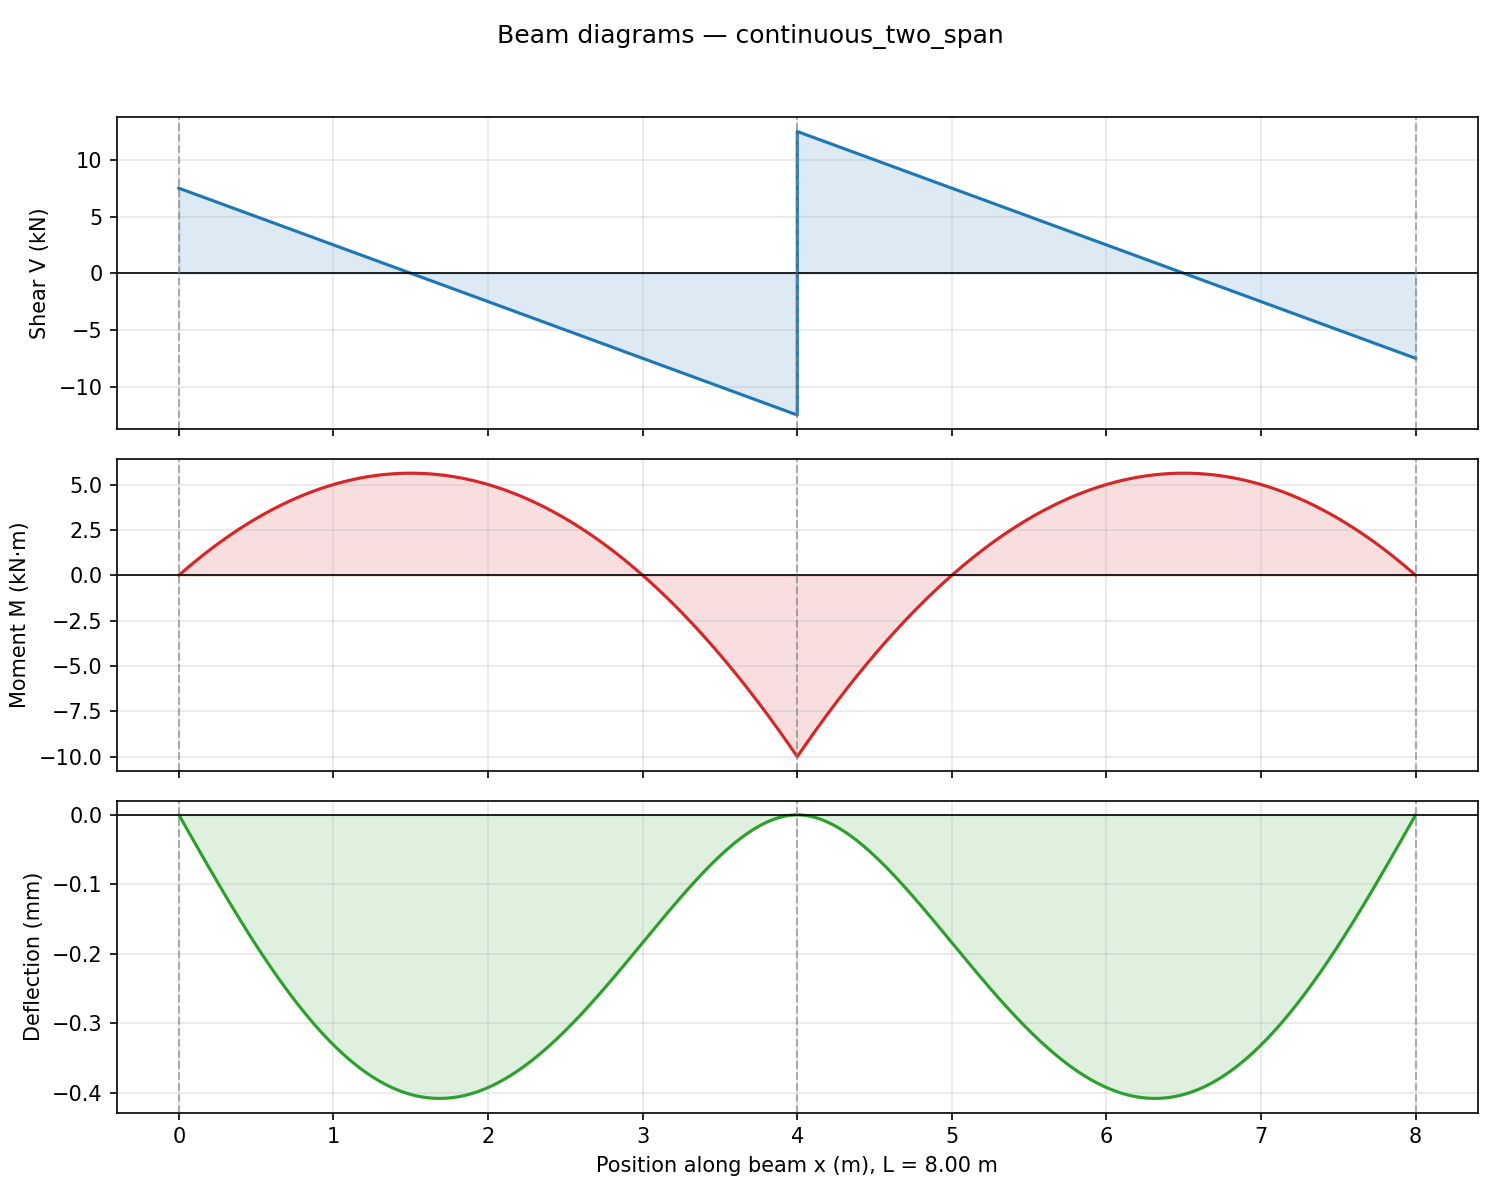 Beam diagrams — continuous_two_span
Shear V (kN)
10
5
0
−5
−10
Moment M (kN·m)
5.0
2.5
0.0
−2.5
−5.0
−7.5
−10.0
Deflection (mm)
0.0
−0.1
−0.2
−0.3
−0.4
0 1 2 3 4 5 6 7 8
Position along beam x (m), L = 8.00 m